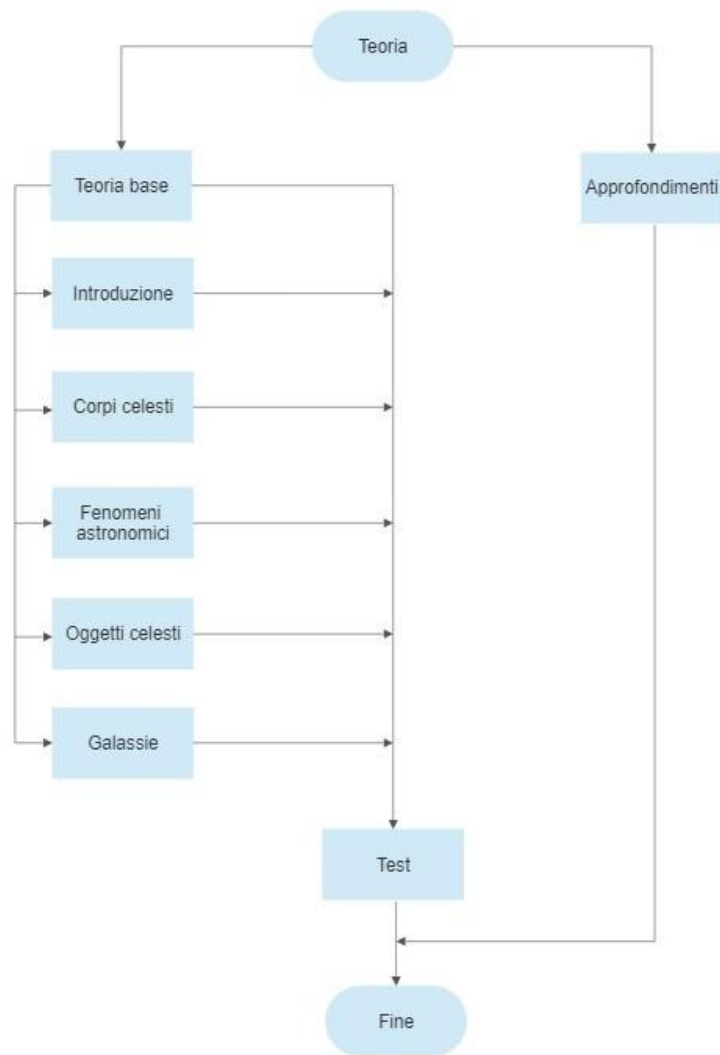 Teoria
Teoria base
Approfondimenti
Introduzione
Corpi celesti
Fenomeni
astronomici
Oggetti celesti
Galassie
Test
Fine